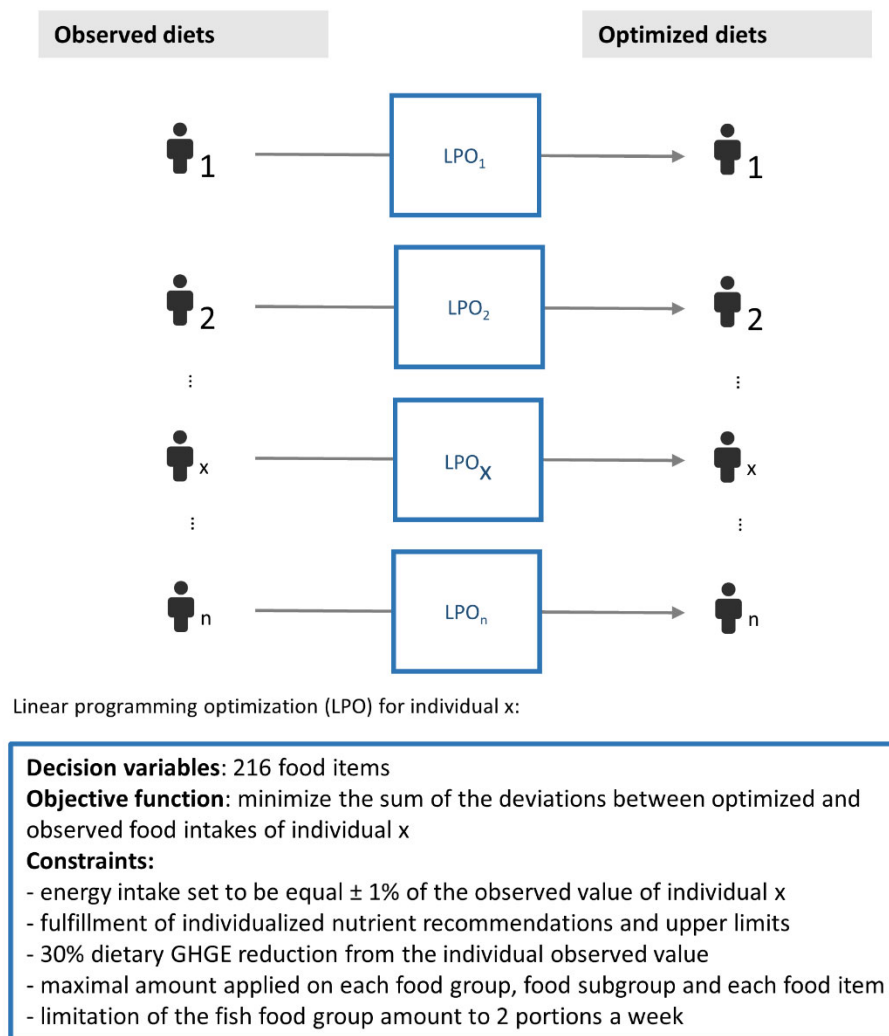 Observed diets Optimized diets
1 LPO1 1
2 LPO2 2
... ...
x LPOX x
... ...
n LPOn n
Linear programming optimization (LPO) for individual x:
Decision variables: 216 food items
Objective function: minimize the sum of the deviations between optimized and
observed food intakes of individual x
Constraints:
- energy intake set to be equal ± 1% of the observed value of individual x
- fulfillment of individualized nutrient recommendations and upper limits
- 30% dietary GHGE reduction from the individual observed value
- maximal amount applied on each food group, food subgroup and each food item
- limitation of the fish food group amount to 2 portions a week